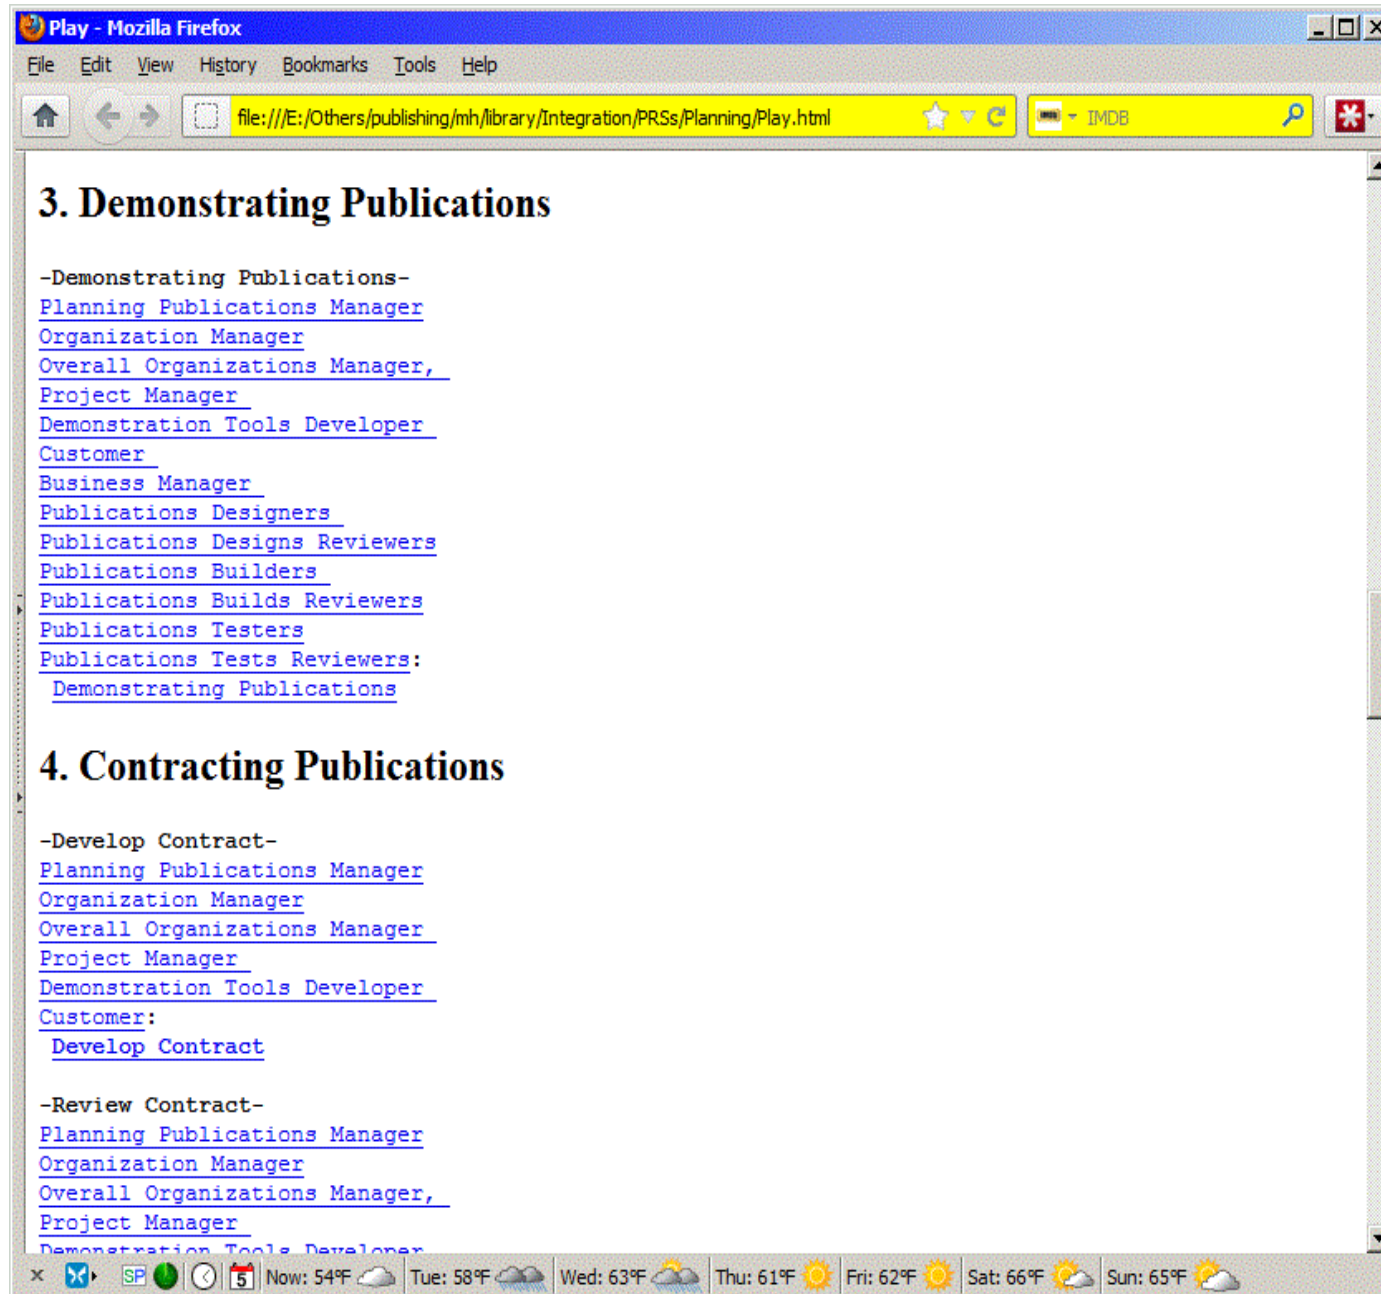 Play - Mozilla Firefox
File Edit View History Bookmarks Tools Help
file:///E:/Others/publishing/mh/library/Integration/PRSs/Planning/Play.html IMDB
3. Demonstrating Publications
-Demonstrating Publications-
Planning Publications Manager
Organization Manager
Overall Organizations Manager,
Project Manager
Demonstration Tools Developer
Customer
Business Manager
Publications Designers
Publications Designs Reviewers
Publications Builders
Publications Builds Reviewers
Publications Testers
Publications Tests Reviewers:
Demonstrating Publications
4. Contracting Publications
-Develop Contract-
Planning Publications Manager
Organization Manager
Overall Organizations Manager
Project Manager
Demonstration Tools Developer
Customer:
Develop Contract
-Review Contract-
Planning Publications Manager
Organization Manager
Overall Organizations Manager,
Project Manager
Demonstration Tools Developer
SP 5 Now: 54°F Tue: 58°F Wed: 63°F Thu: 61°F Fri: 62°F Sat: 66°F Sun: 65°F